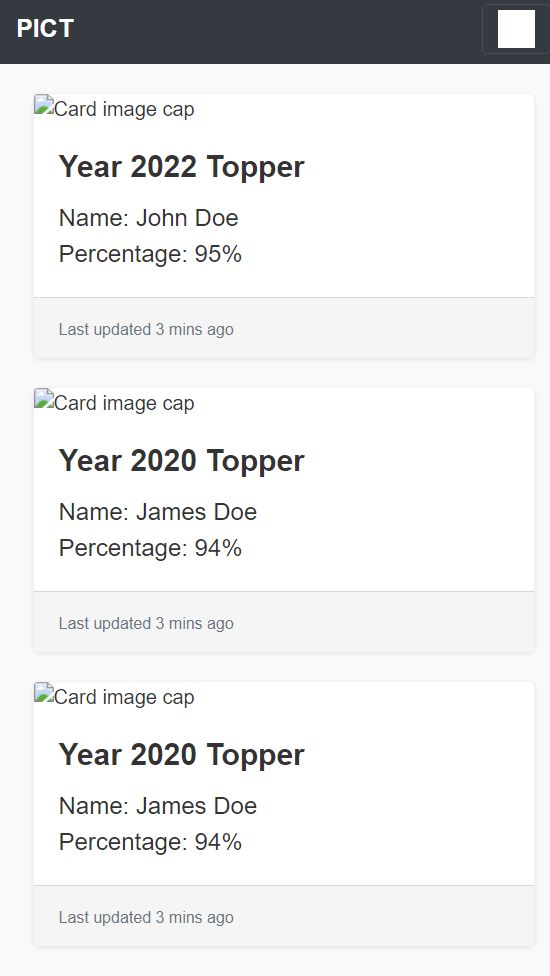 PICT
Card image cap
Year 2022 Topper
Name: John Doe
Percentage: 95%
Last updated 3 mins ago
Card image cap
Year 2020 Topper
Name: James Doe
Percentage: 94%
Last updated 3 mins ago
Card image cap
Year 2020 Topper
Name: James Doe
Percentage: 94%
Last updated 3 mins ago